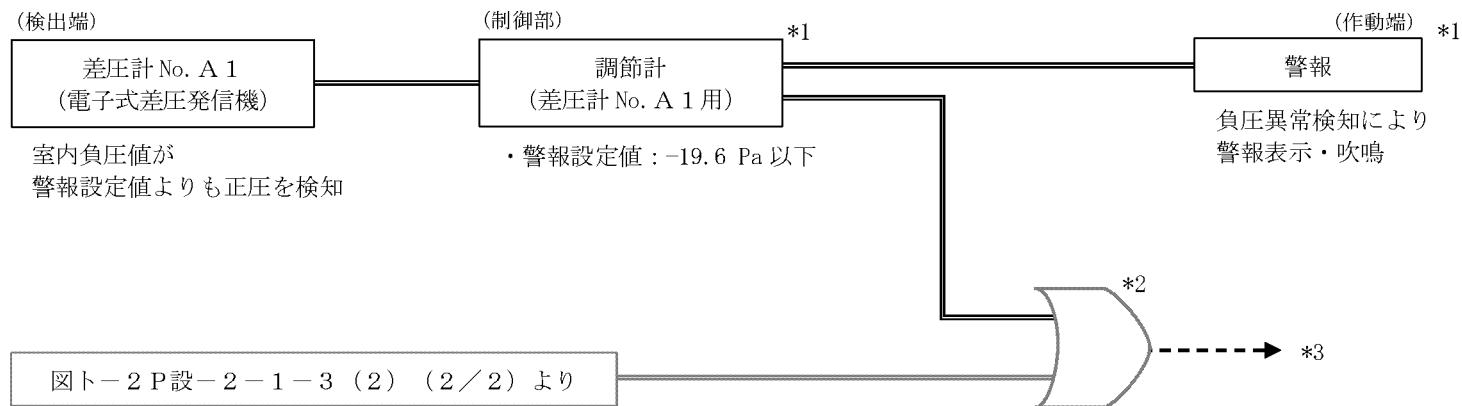 (検出端)
差圧計 No. A 1
(電子式差圧発信機)
室内負圧値が
警報設定値よりも正圧を検知
(制御部)
*1
調節計
(差圧計 No. A 1 用)
・警報設定値：-19.6 Pa 以下
(作動端)
*1
警報
負圧異常検知により
警報表示・吹鳴
*2
*3
図ト－2 P設－2－1－3 (2) (2／2) より